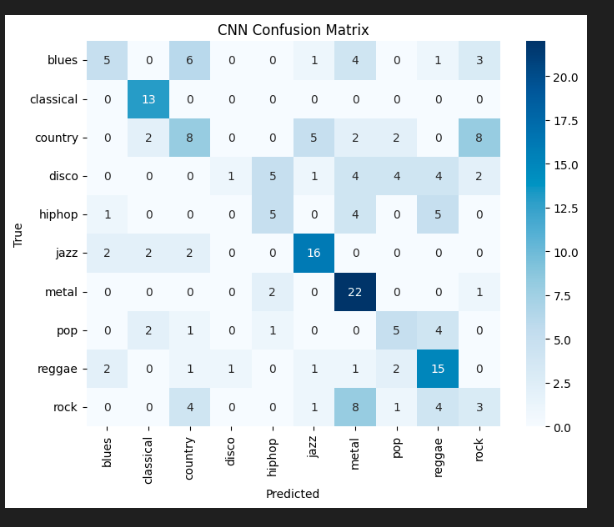 CNN Confusion Matrix
blues 5 0 6 0 0 1 4 0 1 3
classical 0 13 0 0 0 0 0 0 0 0
country 0 2 8 0 0 5 2 2 0 8
disco 0 0 0 1 5 1 4 4 4 2
hiphop 1 0 0 0 5 0 4 0 5 0
jazz 2 2 2 0 0 16 0 0 0 0
metal 0 0 0 0 2 0 22 0 0 1
pop 0 2 1 0 1 0 0 5 4 0
reggae 2 0 1 1 0 1 1 2 15 0
rock 0 0 4 0 0 1 8 1 4 3
True
blues classical country disco hiphop jazz metal pop reggae rock
Predicted
20.0
17.5
15.0
12.5
10.0
7.5
5.0
2.5
0.0